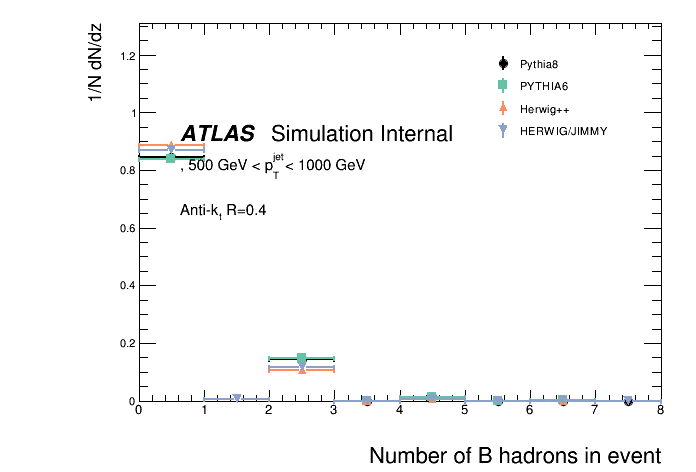 1/N dN/dz
1.2
1
0.8
0.6
0.4
0.2
0
Pythia8
PYTHIA6
Herwig++
HERWIG/JIMMY
ATLAS Simulation Internal
, 500 GeV < p_T^jet < 1000 GeV
Anti-k_t R=0.4
0 1 2 3 4 5 6 7 8
Number of B hadrons in event